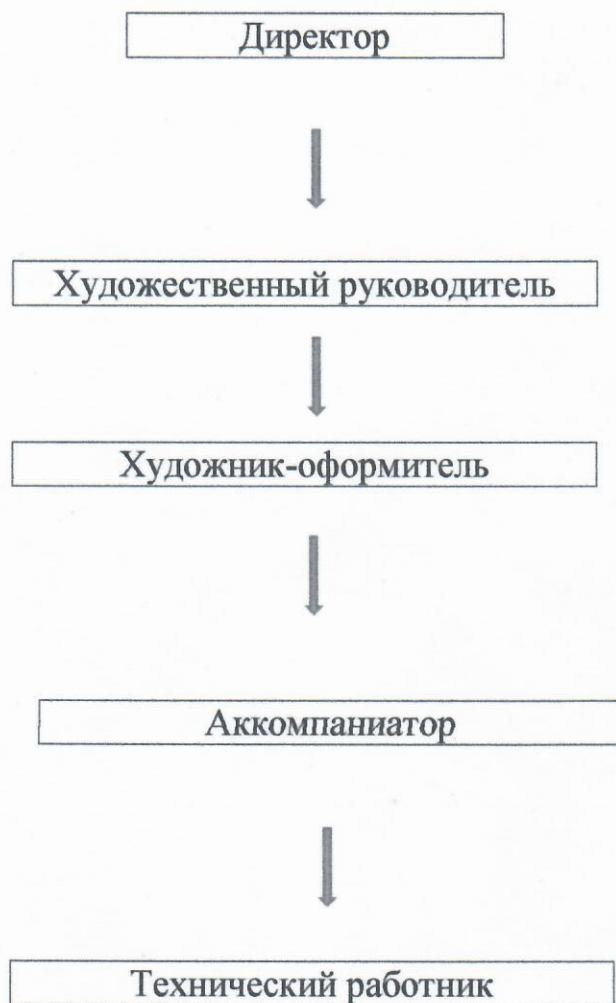 Директор
Художественный руководитель
Художник-оформитель
Аккомпаниатор
Технический работник